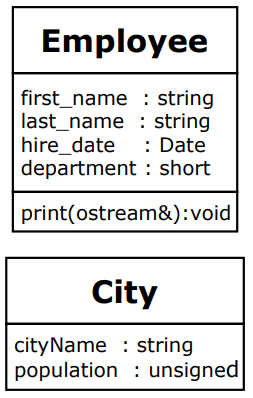 Employee
first_name : string
last_name : string
hire_date : Date
department : short
print(ostream&):void
City
cityName : string
population : unsigned